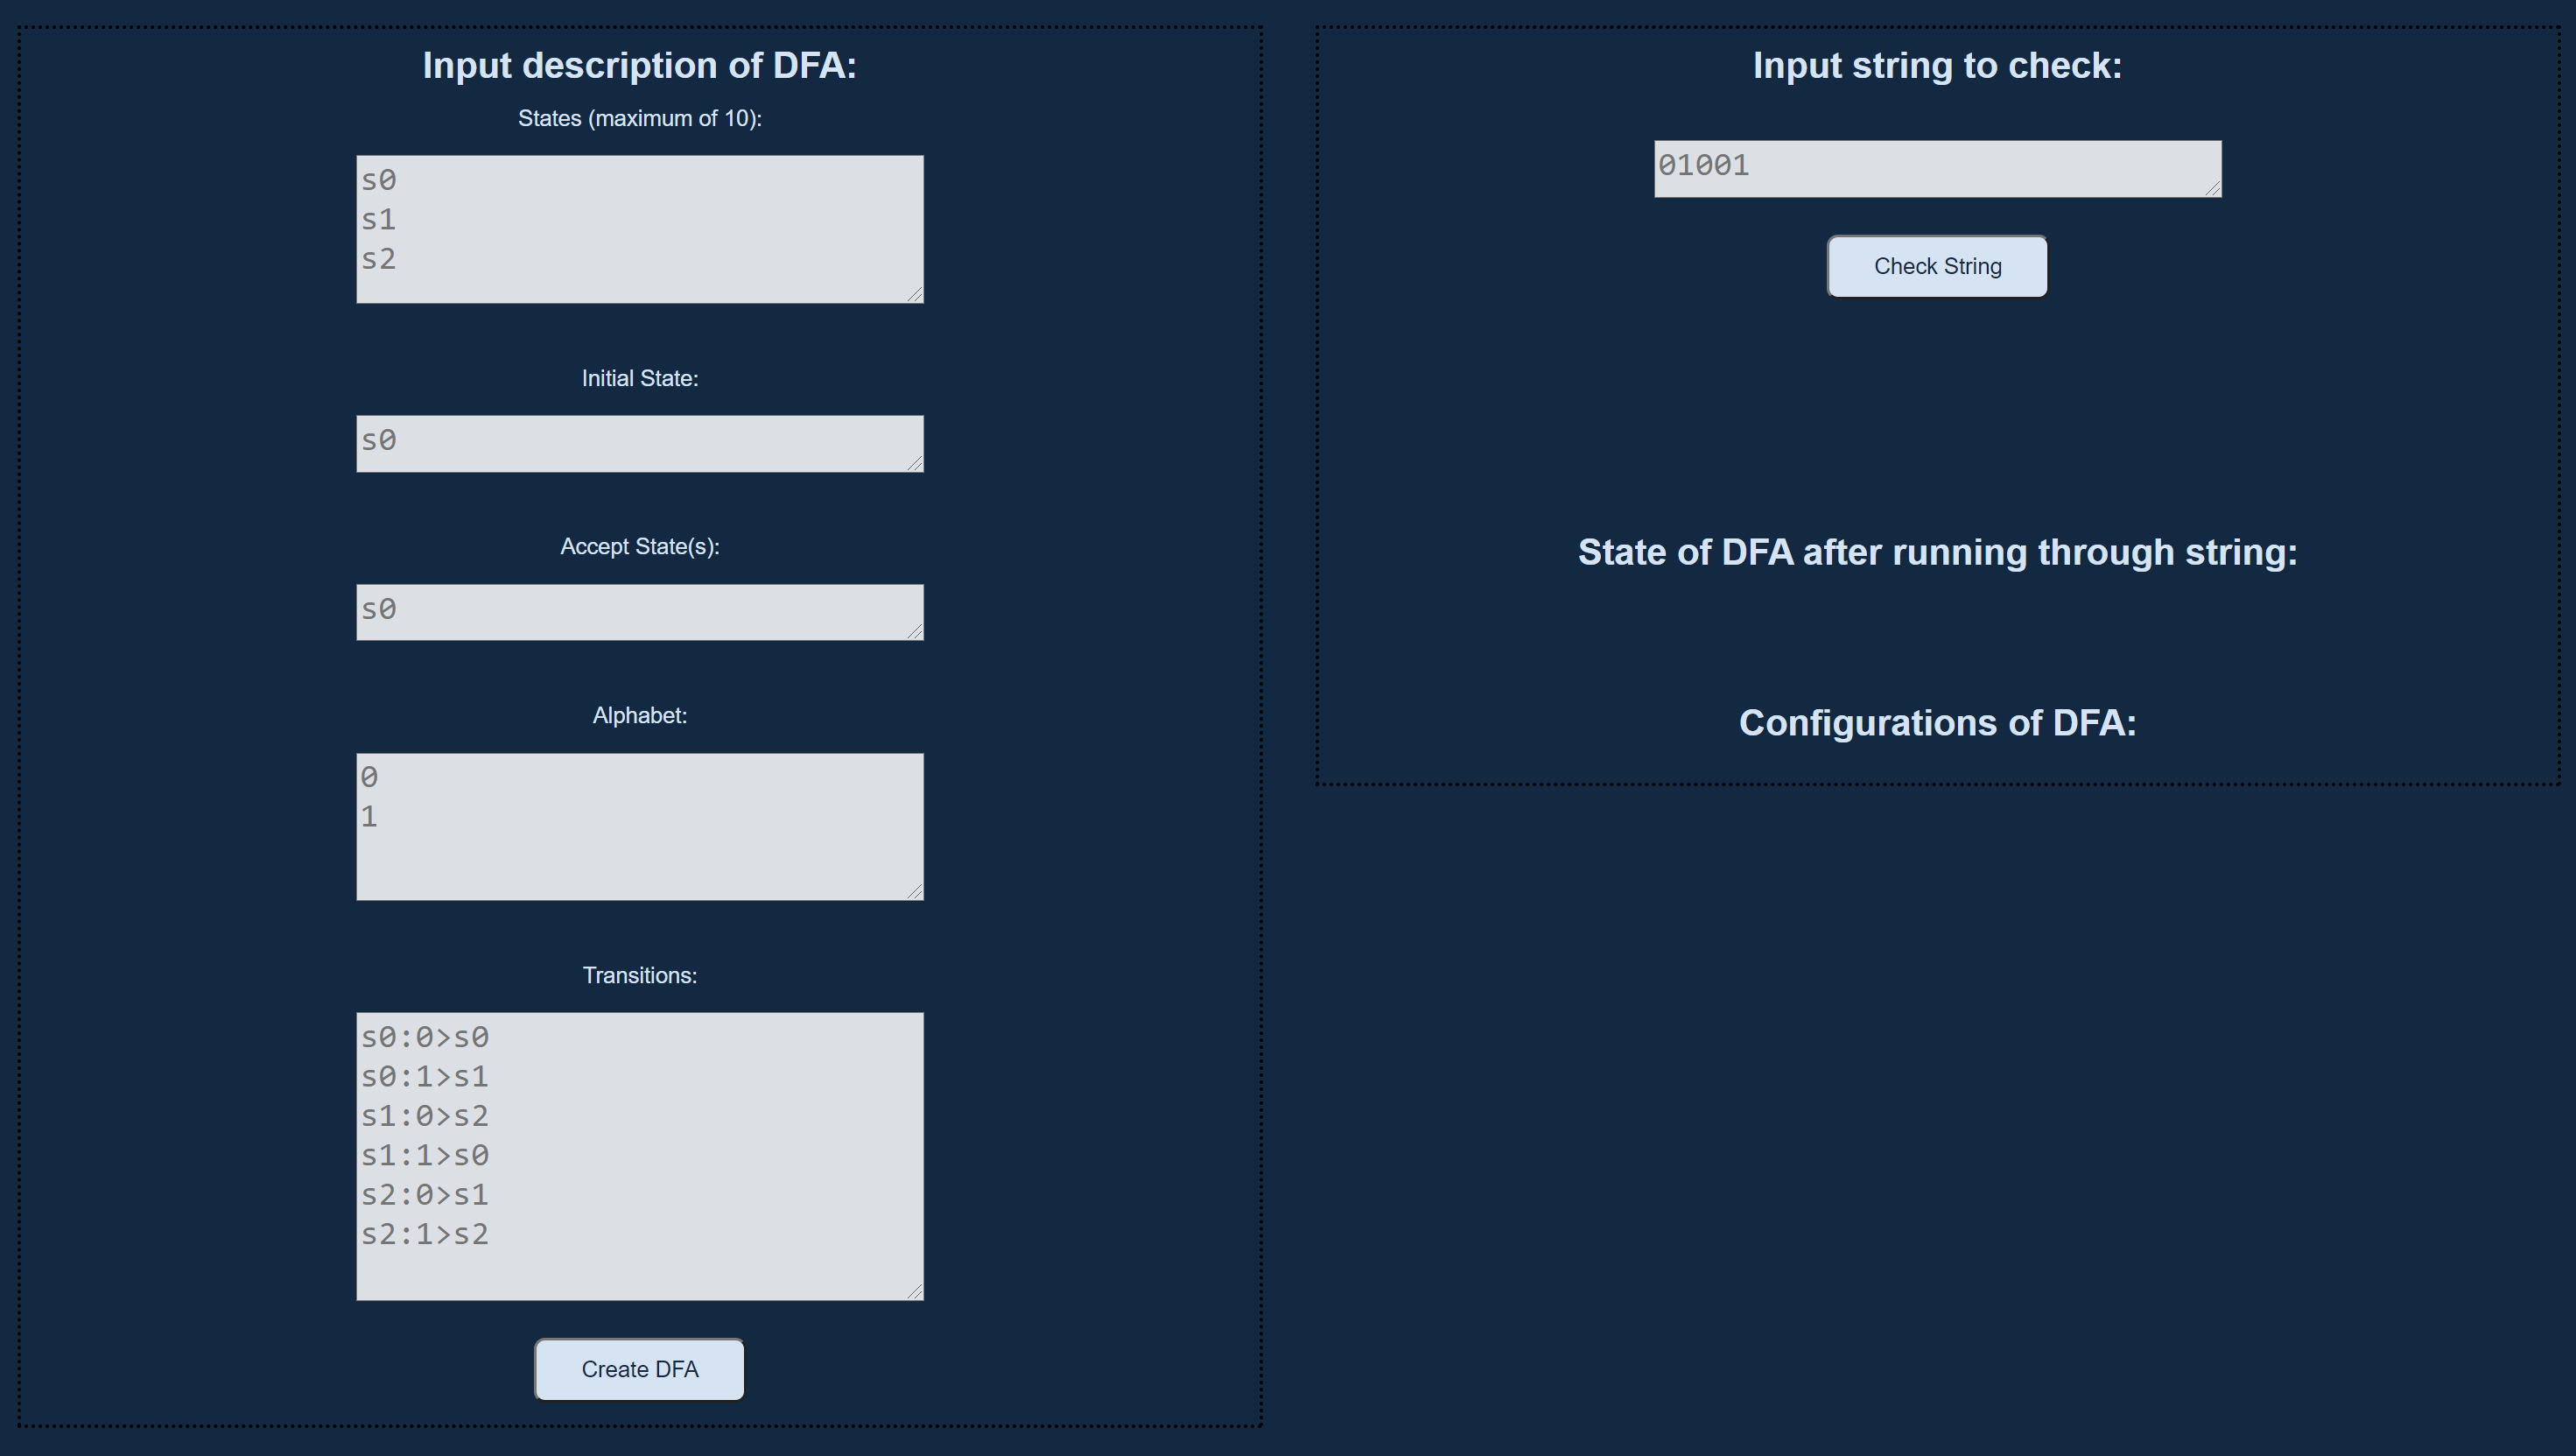 Input description of DFA:
States (maximum of 10):
s0
s1
s2
Initial State:
s0
Accept State(s):
s0
Alphabet:
0
1
Transitions:
s0:0>s0
s0:1>s1
s1:0>s2
s1:1>s0
s2:0>s1
s2:1>s2
Create DFA
Input string to check:
01001
Check String
State of DFA after running through string:
Configurations of DFA: